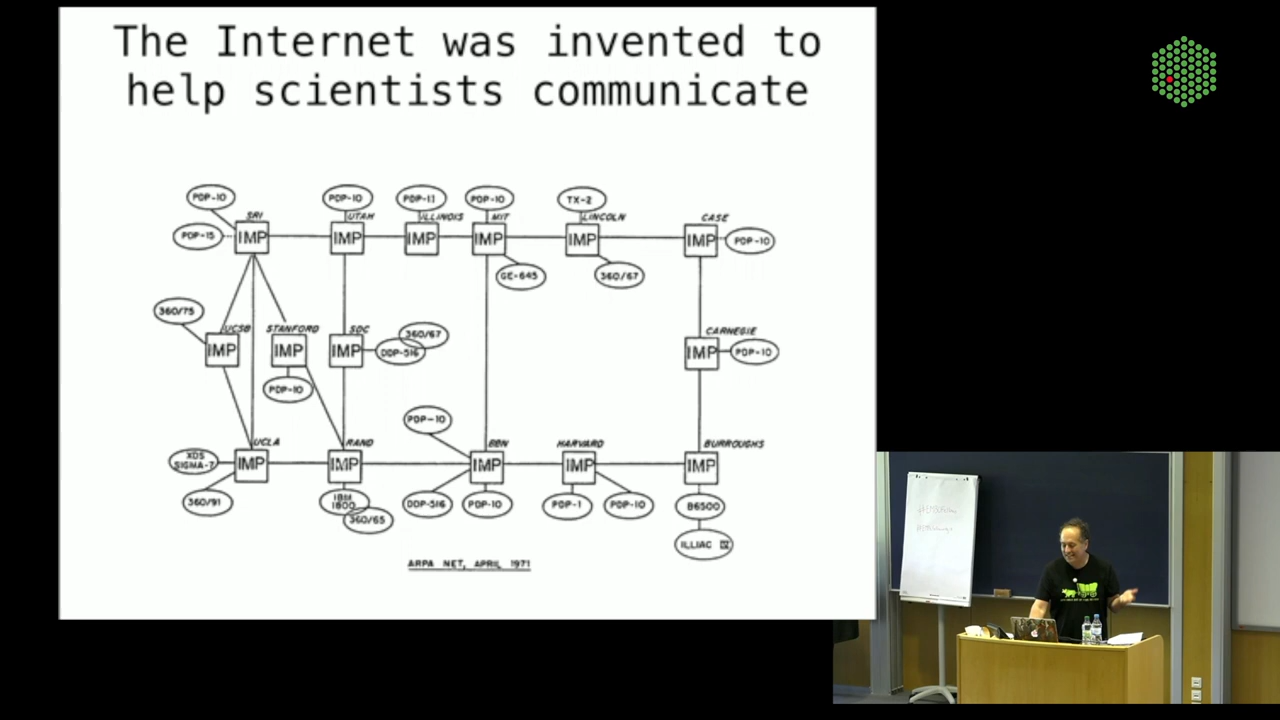 The Internet was invented to
help scientists communicate
PDP-10
PDP-10
PDP-11
PDP-10
TX-2
SRI
UTAH
ILLINOIS
MIT
LINCOLN
CASE
PDP-15
IMP
IMP
IMP
IMP
IMP
IMP
PDP-10
GE-645
360/67
360/75
UCSB
STANFORD
SDC
360/67
CARNEGIE
IMP
IMP
IMP
DDP-516
IMP
PDP-10
PDP-10
PDP-10
UCLA
RAND
BBN
HARVARD
BURROUGHS
XDS
SIGMA-7
IMP
IMP
IMP
IMP
IMP
360/91
IBM
1800
360/65
DDP-516
PDP-10
PDP-1
PDP-10
B6500
ILLIAC IV
ARPA NET, APRIL 1971